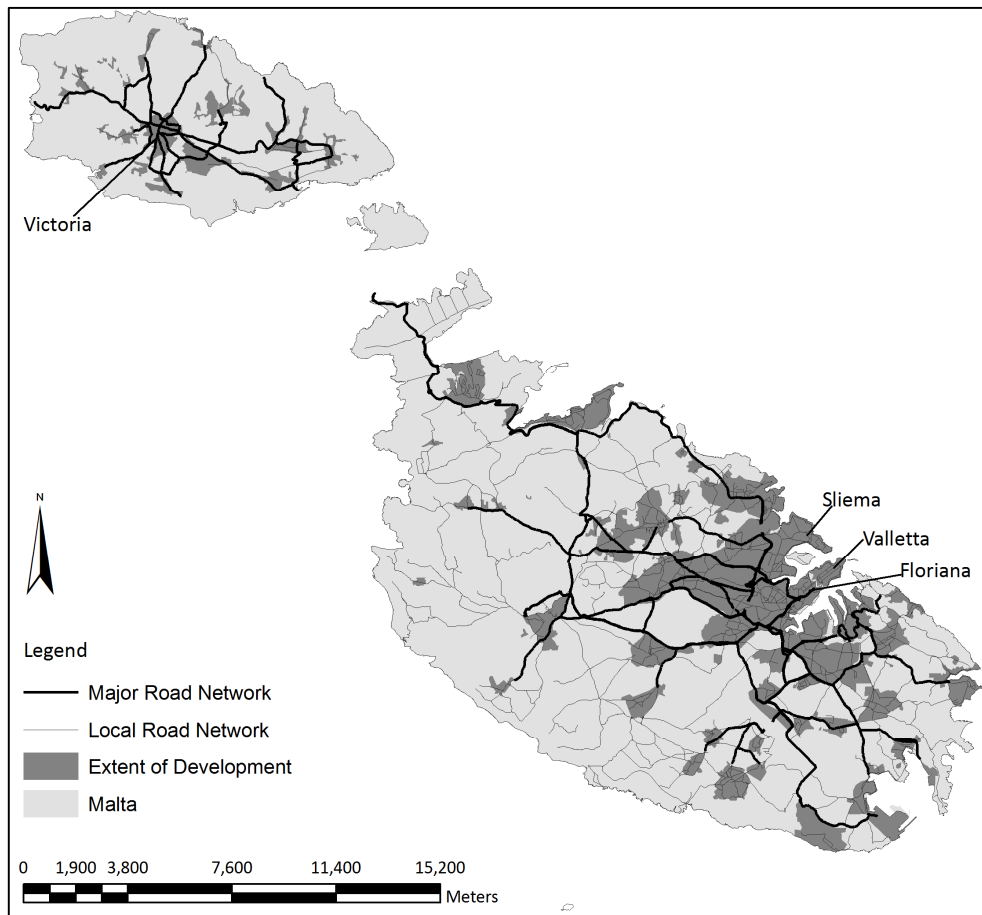 Victoria
Sliema
Valletta
Floriana
N
Legend
Major Road Network
Local Road Network
Extent of Development
Malta
0 1,900 3,800 7,600 11,400 15,200
Meters